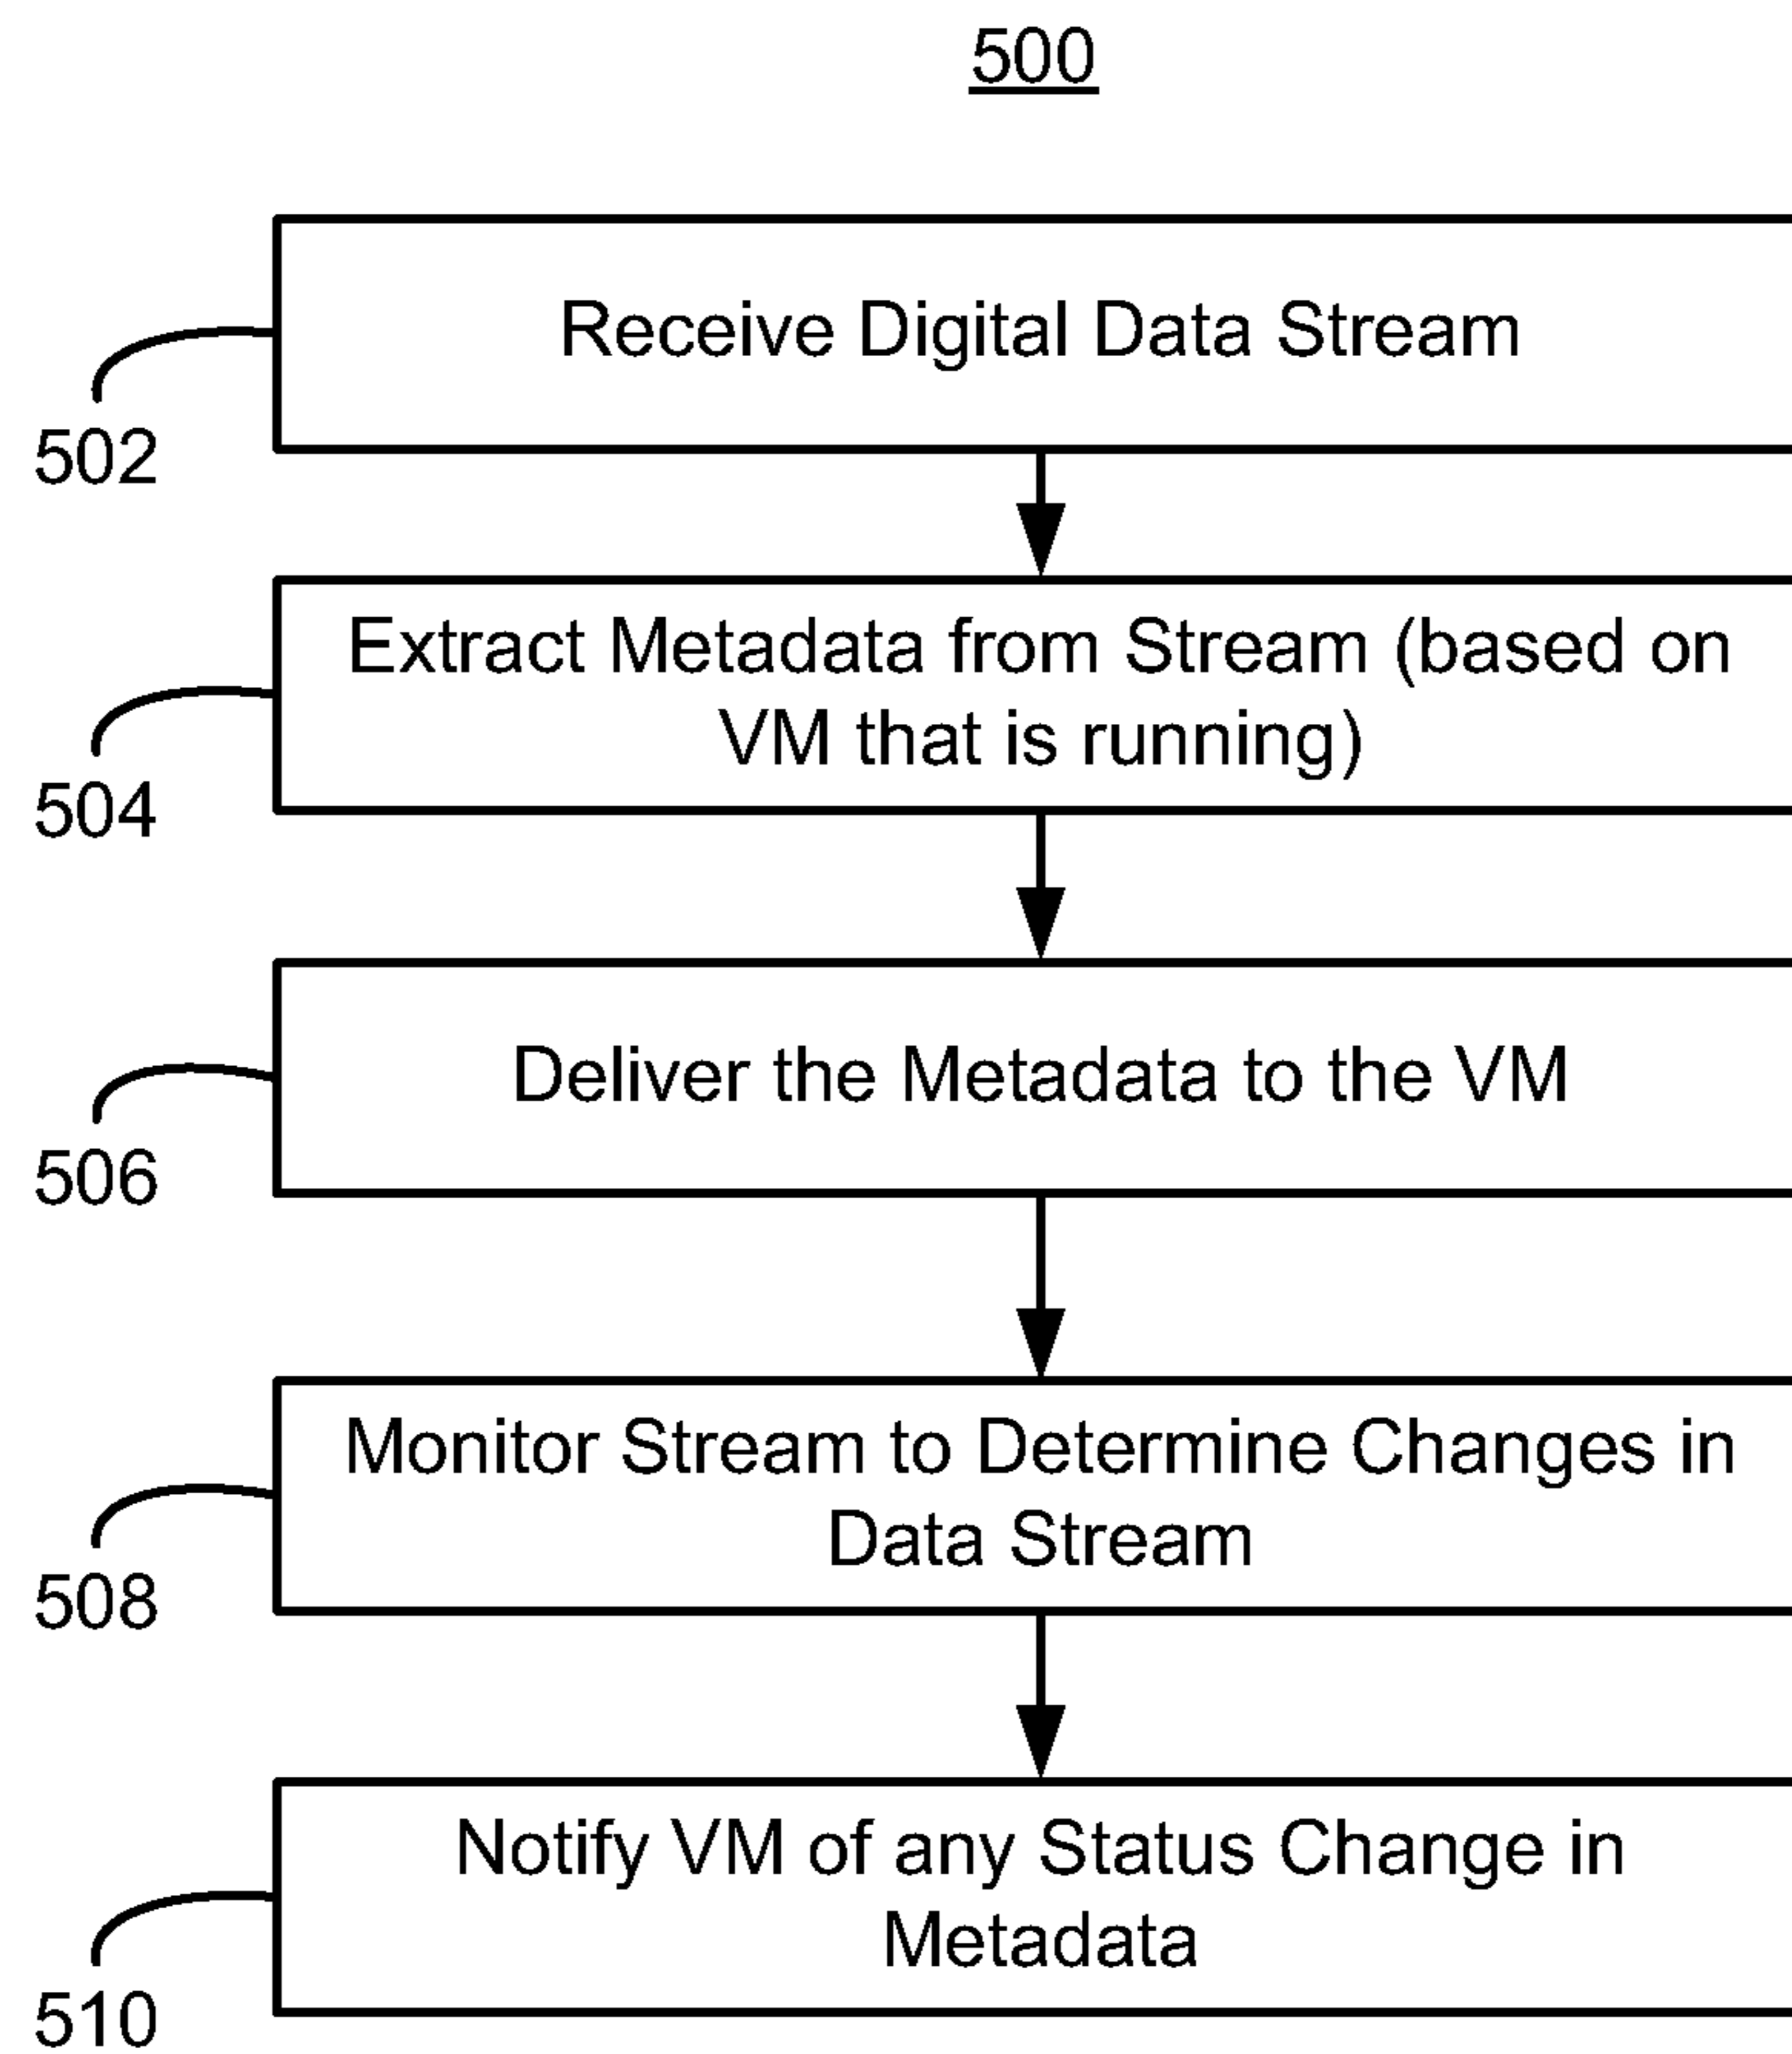 500
Receive Digital Data Stream
502
Extract Metadata from Stream (based on
VM that is running)
504
Deliver the Metadata to the VM
506
Monitor Stream to Determine Changes in
Data Stream
508
Notify VM of any Status Change in
Metadata
510